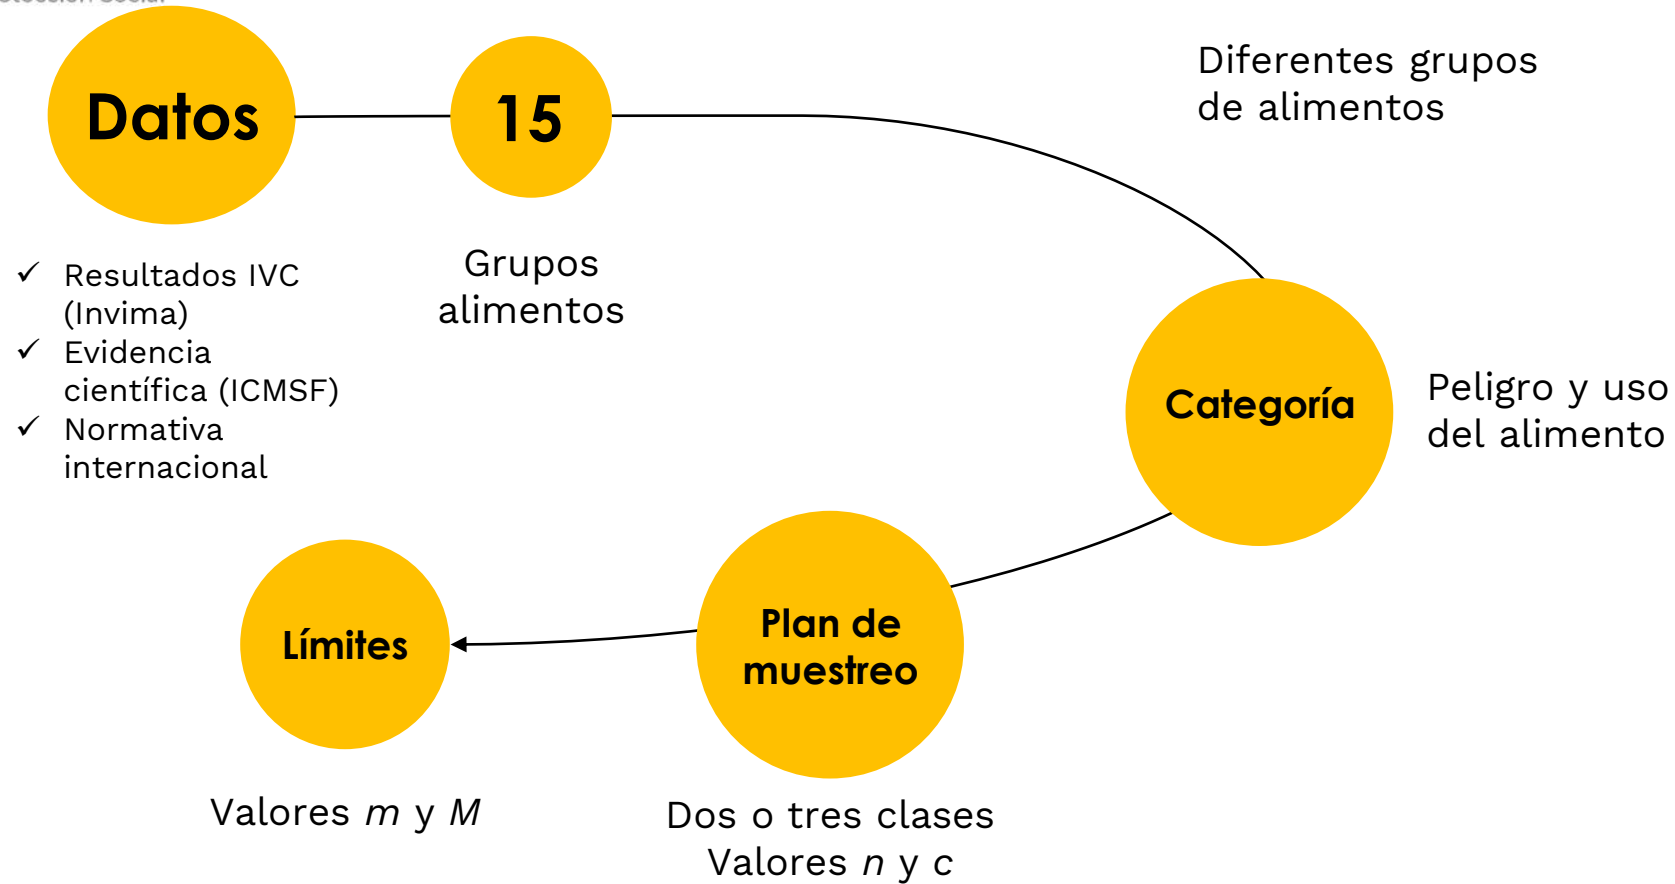 Datos
15
Diferentes grupos
de alimentos
✓ Resultados IVC
(Invima)
✓ Evidencia
científica (ICMSF)
✓ Normativa
internacional
Grupos
alimentos
Categoría
Peligro y uso
del alimento
Límites
Plan de
muestreo
Valores m y M
Dos o tres clases
Valores n y c